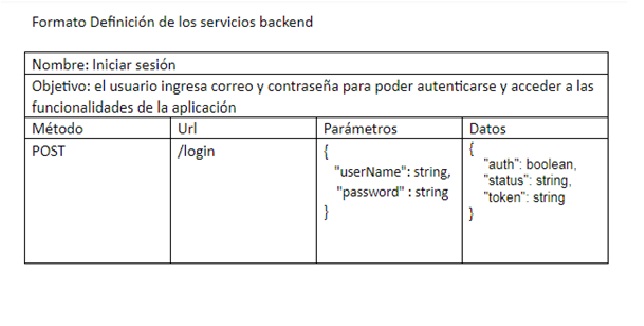 Formato Definición de los servicios backend
Nombre: Iniciar sesión
Objetivo: el usuario ingresa correo y contraseña para poder autenticarse y acceder a las
funcionalidades de la aplicación
Método Url Parámetros Datos
POST /login { {
"userName": string, "auth": boolean,
"password" : string "status": string,
} "token": string
}